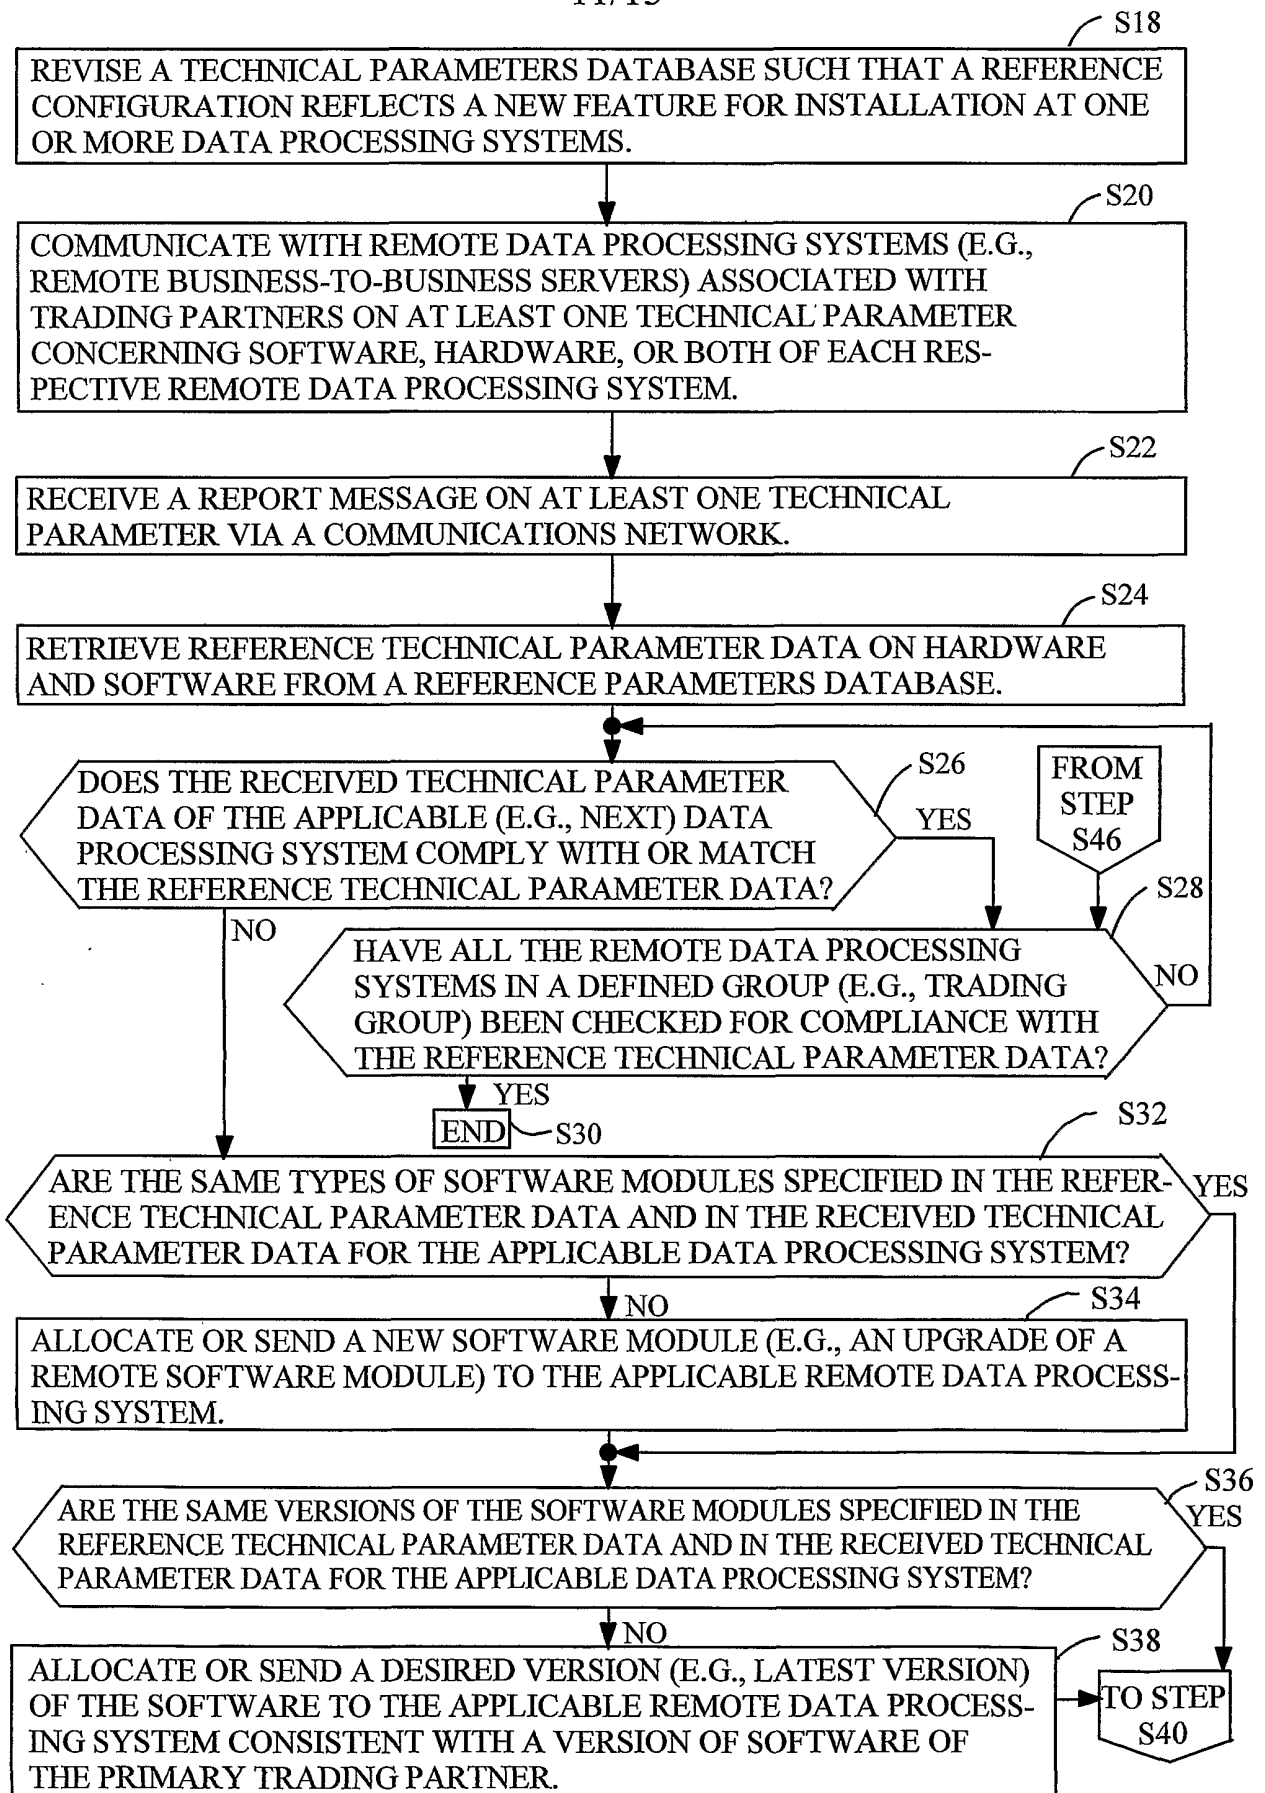 S18
REVISE A TECHNICAL PARAMETERS DATABASE SUCH THAT A REFERENCE
CONFIGURATION REFLECTS A NEW FEATURE FOR INSTALLATION AT ONE
OR MORE DATA PROCESSING SYSTEMS.
S20
COMMUNICATE WITH REMOTE DATA PROCESSING SYSTEMS (E.G.,
REMOTE BUSINESS-TO-BUSINESS SERVERS) ASSOCIATED WITH
TRADING PARTNERS ON AT LEAST ONE TECHNICAL PARAMETER
CONCERNING SOFTWARE, HARDWARE, OR BOTH OF EACH RES-
PECTIVE REMOTE DATA PROCESSING SYSTEM.
S22
RECEIVE A REPORT MESSAGE ON AT LEAST ONE TECHNICAL
PARAMETER VIA A COMMUNICATIONS NETWORK.
S24
RETRIEVE REFERENCE TECHNICAL PARAMETER DATA ON HARDWARE
AND SOFTWARE FROM A REFERENCE PARAMETERS DATABASE.
S26
DOES THE RECEIVED TECHNICAL PARAMETER
DATA OF THE APPLICABLE (E.G., NEXT) DATA
PROCESSING SYSTEM COMPLY WITH OR MATCH
THE REFERENCE TECHNICAL PARAMETER DATA?
YES
FROM
STEP
S46
NO
S28
HAVE ALL THE REMOTE DATA PROCESSING
SYSTEMS IN A DEFINED GROUP (E.G., TRADING
GROUP) BEEN CHECKED FOR COMPLIANCE WITH
THE REFERENCE TECHNICAL PARAMETER DATA?
NO
YES
END
S30
S32
ARE THE SAME TYPES OF SOFTWARE MODULES SPECIFIED IN THE REFER-
ENCE TECHNICAL PARAMETER DATA AND IN THE RECEIVED TECHNICAL
PARAMETER DATA FOR THE APPLICABLE DATA PROCESSING SYSTEM?
YES
NO
S34
ALLOCATE OR SEND A NEW SOFTWARE MODULE (E.G., AN UPGRADE OF A
REMOTE SOFTWARE MODULE) TO THE APPLICABLE REMOTE DATA PROCESS-
ING SYSTEM.
S36
ARE THE SAME VERSIONS OF THE SOFTWARE MODULES SPECIFIED IN THE
REFERENCE TECHNICAL PARAMETER DATA AND IN THE RECEIVED TECHNICAL
PARAMETER DATA FOR THE APPLICABLE DATA PROCESSING SYSTEM?
YES
NO
S38
ALLOCATE OR SEND A DESIRED VERSION (E.G., LATEST VERSION)
OF THE SOFTWARE TO THE APPLICABLE REMOTE DATA PROCESS-
ING SYSTEM CONSISTENT WITH A VERSION OF SOFTWARE OF
THE PRIMARY TRADING PARTNER.
TO STEP
S40